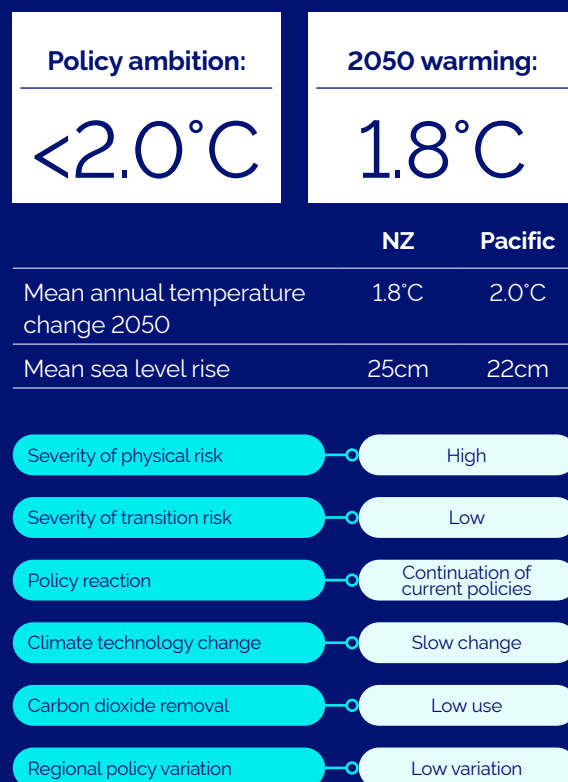 Policy ambition:
2050 warming:
<2.0°C
1.8°C
NZ Pacific
Mean annual temperature 1.8°C 2.0°C
change 2050
Mean sea level rise 25cm 22cm
Severity of physical risk High
Severity of transition risk Low
Policy reaction Continuation of
current policies
Climate technology change Slow change
Carbon dioxide removal Low use
Regional policy variation Low variation